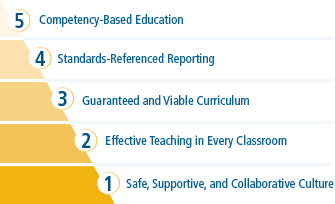 5 Competency-Based Education
4 Standards-Referenced Reporting
3 Guaranteed and Viable Curriculum
2 Effective Teaching in Every Classroom
1 Safe, Supportive, and Collaborative Culture